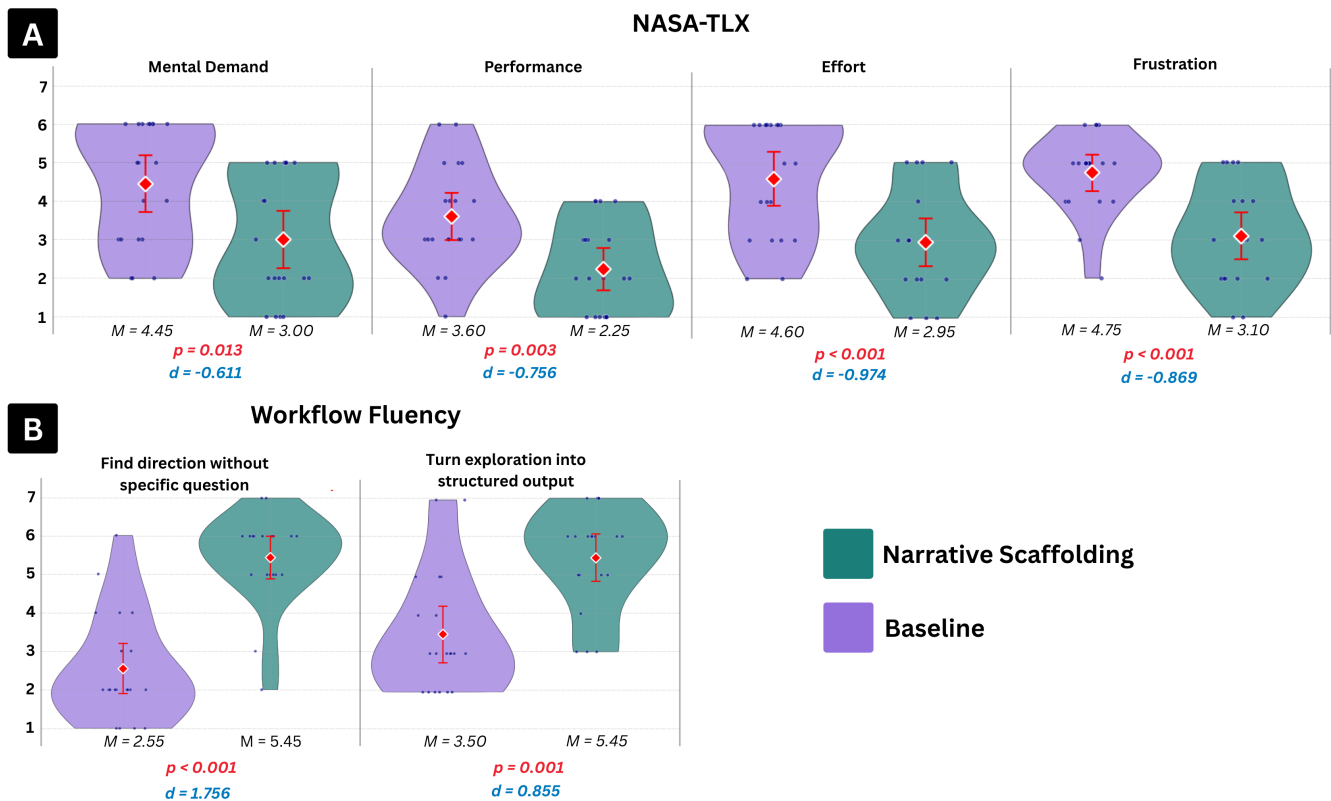 A
NASA-TLX
Mental Demand
Performance
Effort
Frustration
7
6
5
4
3
2
1
M = 4.45
M = 3.00
M = 3.60
M = 2.25
M = 4.60
M = 2.95
M = 4.75
M = 3.10
p = 0.013
p = 0.003
p < 0.001
p < 0.001
d = -0.611
d = -0.756
d = -0.974
d = -0.869
B
Workflow Fluency
Find direction without
specific question
Turn exploration into
structured output
7
6
5
4
3
2
1
M = 2.55
M = 5.45
M = 3.50
M = 5.45
p < 0.001
p = 0.001
d = 1.756
d = 0.855
Narrative Scaffolding
Baseline